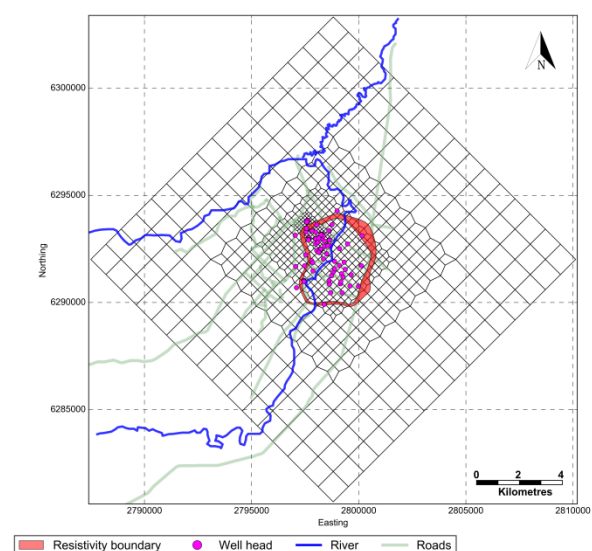 6300000
N
6295000
Northing
6290000
6285000
0 2 4
Kilometres
2790000 2795000 2800000 2805000 2810000
Easting
Resistivity boundary Well head River Roads